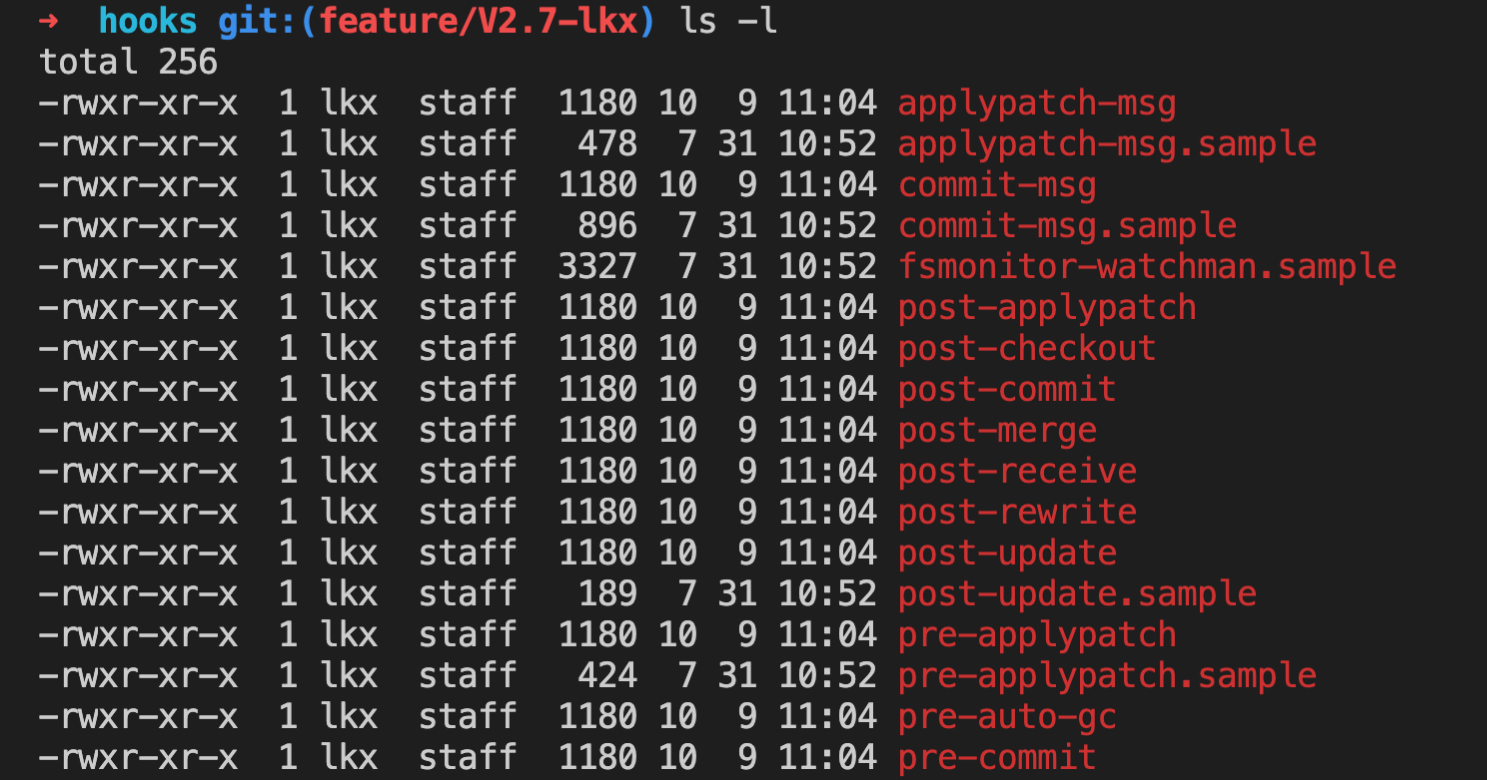 ➜  hooks git:(feature/V2.7-lkx) ls -l
total 256
-rwxr-xr-x  1 lkx  staff  1180 10  9 11:04 applypatch-msg
-rwxr-xr-x  1 lkx  staff   478  7 31 10:52 applypatch-msg.sample
-rwxr-xr-x  1 lkx  staff  1180 10  9 11:04 commit-msg
-rwxr-xr-x  1 lkx  staff   896  7 31 10:52 commit-msg.sample
-rwxr-xr-x  1 lkx  staff  3327  7 31 10:52 fsmonitor-watchman.sample
-rwxr-xr-x  1 lkx  staff  1180 10  9 11:04 post-applypatch
-rwxr-xr-x  1 lkx  staff  1180 10  9 11:04 post-checkout
-rwxr-xr-x  1 lkx  staff  1180 10  9 11:04 post-commit
-rwxr-xr-x  1 lkx  staff  1180 10  9 11:04 post-merge
-rwxr-xr-x  1 lkx  staff  1180 10  9 11:04 post-receive
-rwxr-xr-x  1 lkx  staff  1180 10  9 11:04 post-rewrite
-rwxr-xr-x  1 lkx  staff  1180 10  9 11:04 post-update
-rwxr-xr-x  1 lkx  staff   189  7 31 10:52 post-update.sample
-rwxr-xr-x  1 lkx  staff  1180 10  9 11:04 pre-applypatch
-rwxr-xr-x  1 lkx  staff   424  7 31 10:52 pre-applypatch.sample
-rwxr-xr-x  1 lkx  staff  1180 10  9 11:04 pre-auto-gc
-rwxr-xr-x  1 lkx  staff  1180 10  9 11:04 pre-commit